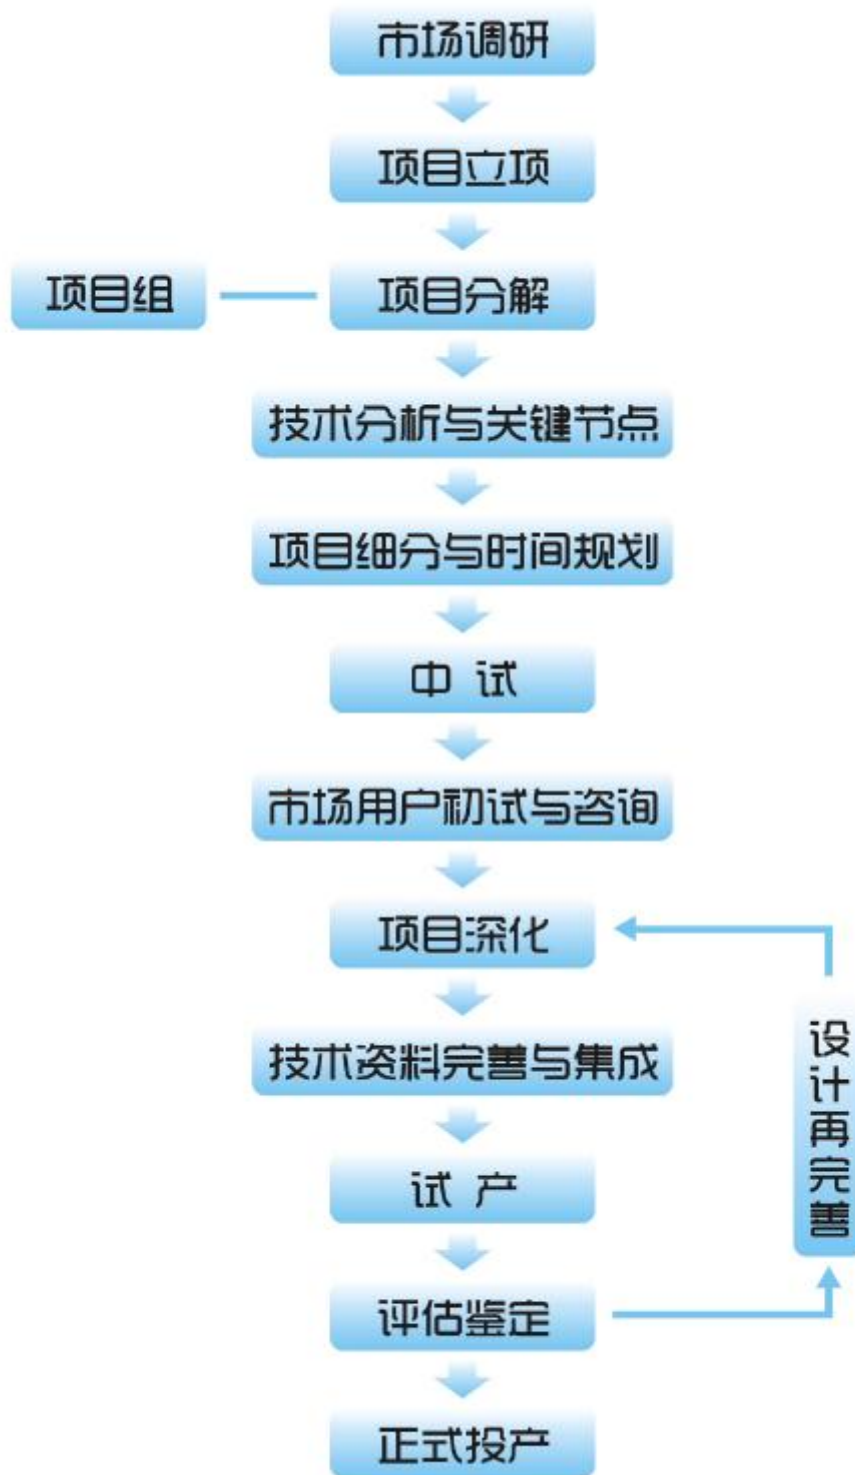 市场调研
项目立项
项目组
项目分解
技术分析与关键节点
项目细分与时间规划
中 试
市场用户初试与咨询
项目深化
技术资料完善与集成
设计再完善
试 产
评估鉴定
正式投产